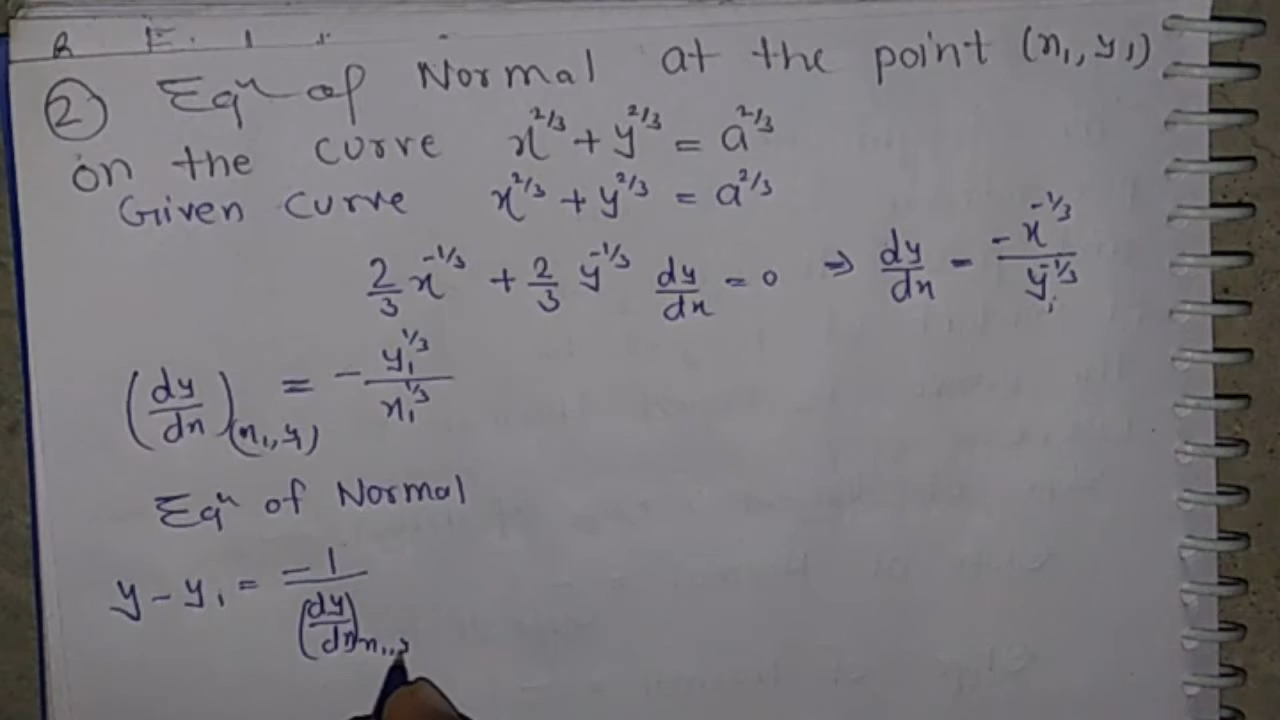 ② Eqⁿ of Normal at the point (x₁, y₁)
on the curve x^2/3 + y^2/3 = a^2/3
Given curve x^2/3 + y^2/3 = a^2/3
2/3 x^-1/3 + 2/3 y^-1/3 dy/dx = 0 ⇒ dy/dx = -x^-1/3 / y^-1/3
(dy/dx)(x₁, y₁) = - y₁^1/3 / x₁^1/3
Eqⁿ of Normal
y - y₁ = -1 / (dy/dx) x₁,